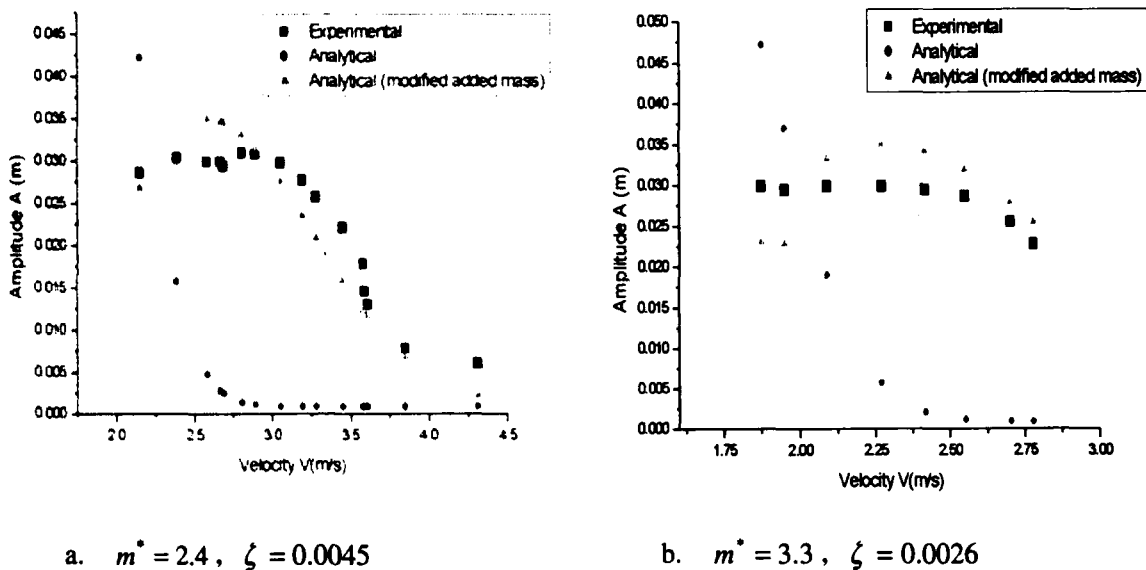 0.045
0.040
0.035
0.030
0.025
0.020
0.015
0.010
0.005
0.000
Amplitude A (m)
Experimental
Analytical
Analytical (modified added mass)
2.0
2.5
3.0
3.5
4.0
4.5
Velocity V(m/s)
a. m* = 2.4 , ζ = 0.0045
0.050
0.045
0.040
0.035
0.030
0.025
0.020
0.015
0.010
0.005
0.000
Amplitude A (m)
Experimental
Analytical
Analytical (modified added mass)
1.75
2.00
2.25
2.50
2.75
3.00
Velocity V(m/s)
b. m* = 3.3 , ζ = 0.0026